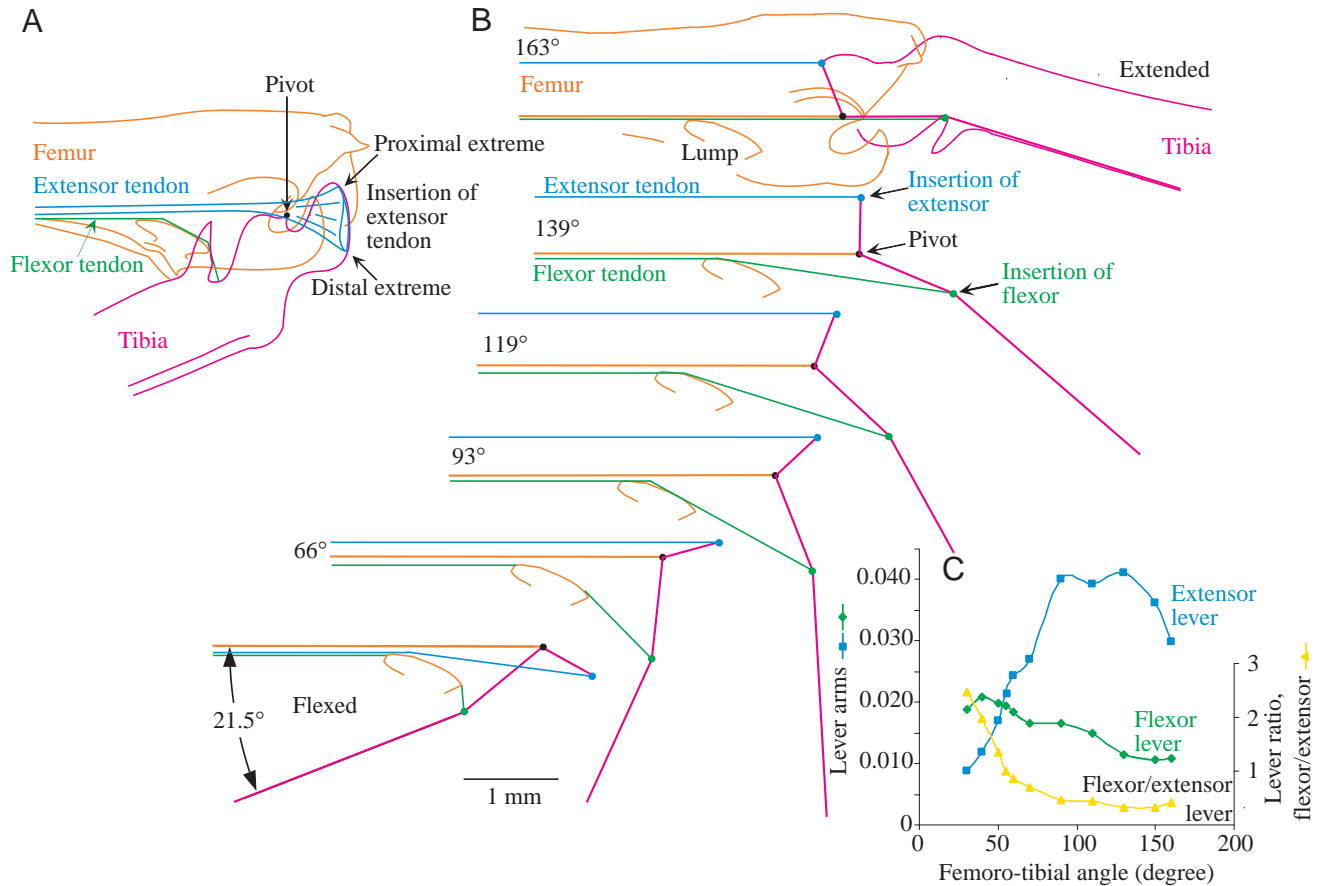 A
Pivot
Femur
Proximal extreme
Extensor tendon
Insertion of
extensor
tendon
Flexor tendon
Distal extreme
Tibia
B
163°
Extended
Femur
Lump
Tibia
Extensor tendon
Insertion of
extensor
139°
Pivot
Flexor tendon
Insertion of
flexor
119°
93°
66°
Flexed
21.5°
1 mm
C
0.040
0.030
0.020
0.010
0
Lever arms
Extensor
lever
Flexor
lever
Flexor/extensor
lever
3
2
1
Lever ratio,
flexor/extensor
0
50
100
150
200
Femoro-tibial angle (degree)